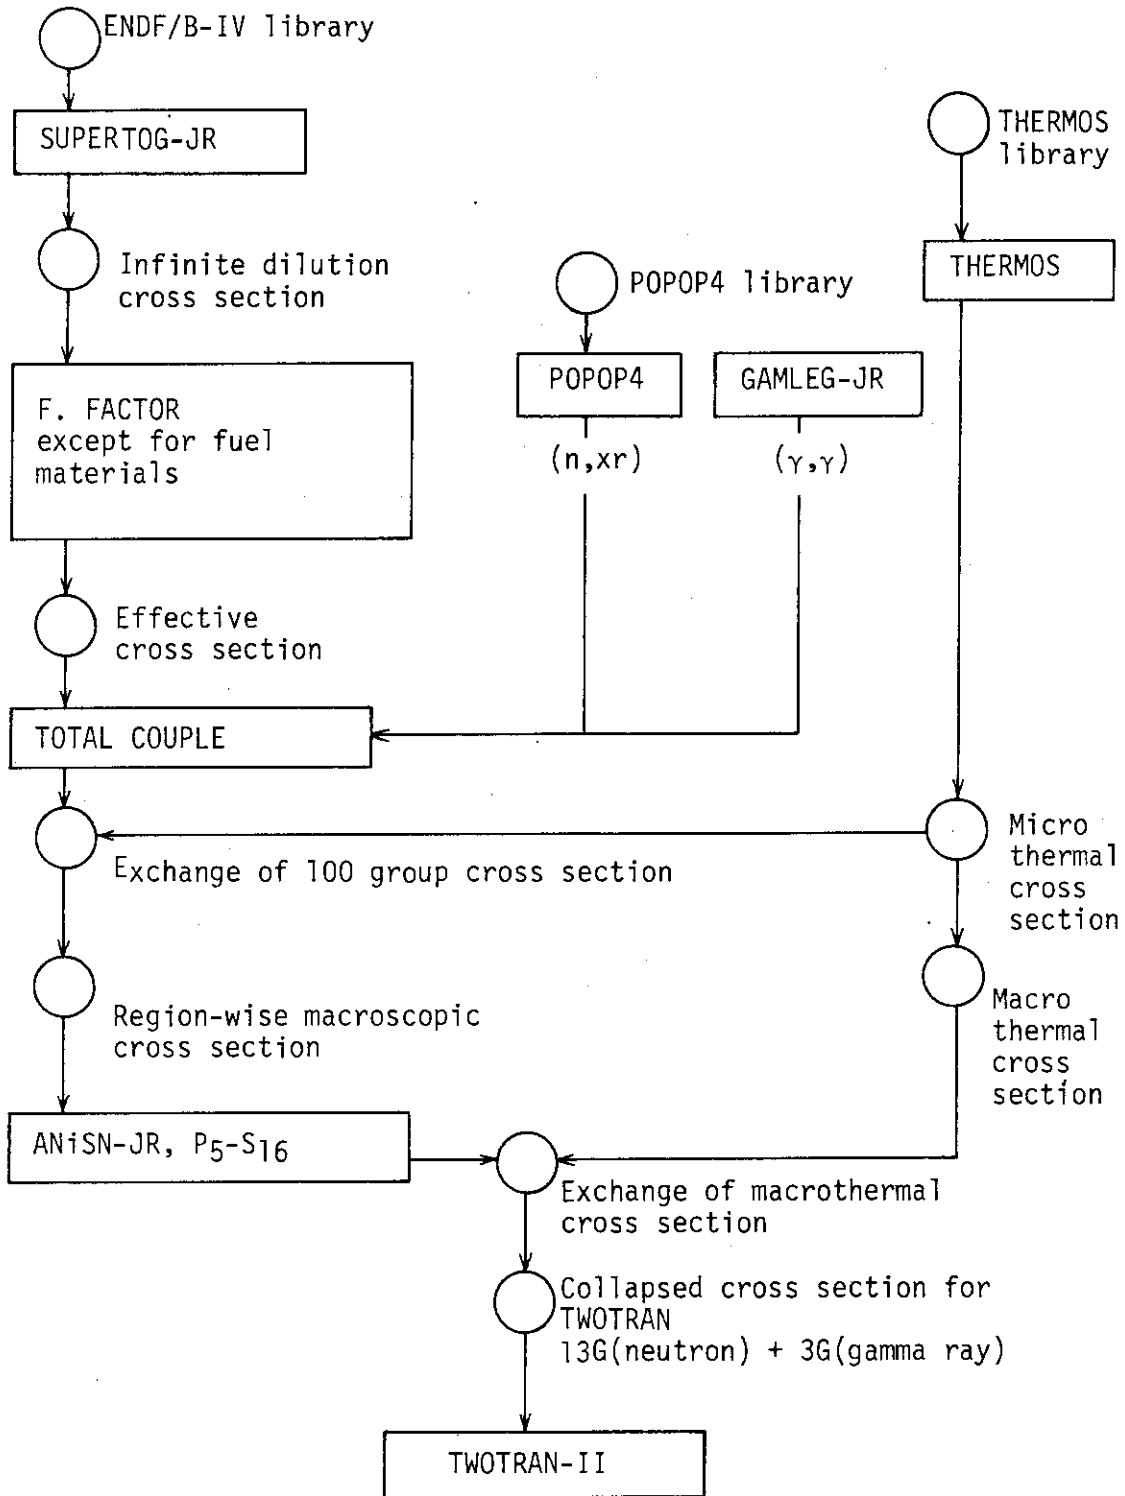 ENDF/B-IV library
SUPERTOG-JR
THERMOS
library
THERMOS
Infinite dilution
cross section
POPOP4 library
POPOP4
GAMLEG-JR
F. FACTOR
except for fuel
materials
(n,xr)
(γ,γ)
Effective
cross section
TOTAL COUPLE
Exchange of 100 group cross section
Micro
thermal
cross
section
Region-wise macroscopic
cross section
Macro
thermal
cross
section
ANiSN-JR, P5-S16
Exchange of macrothermal
cross section
Collapsed cross section for
TWOTRAN
13G(neutron) + 3G(gamma ray)
TWOTRAN-II